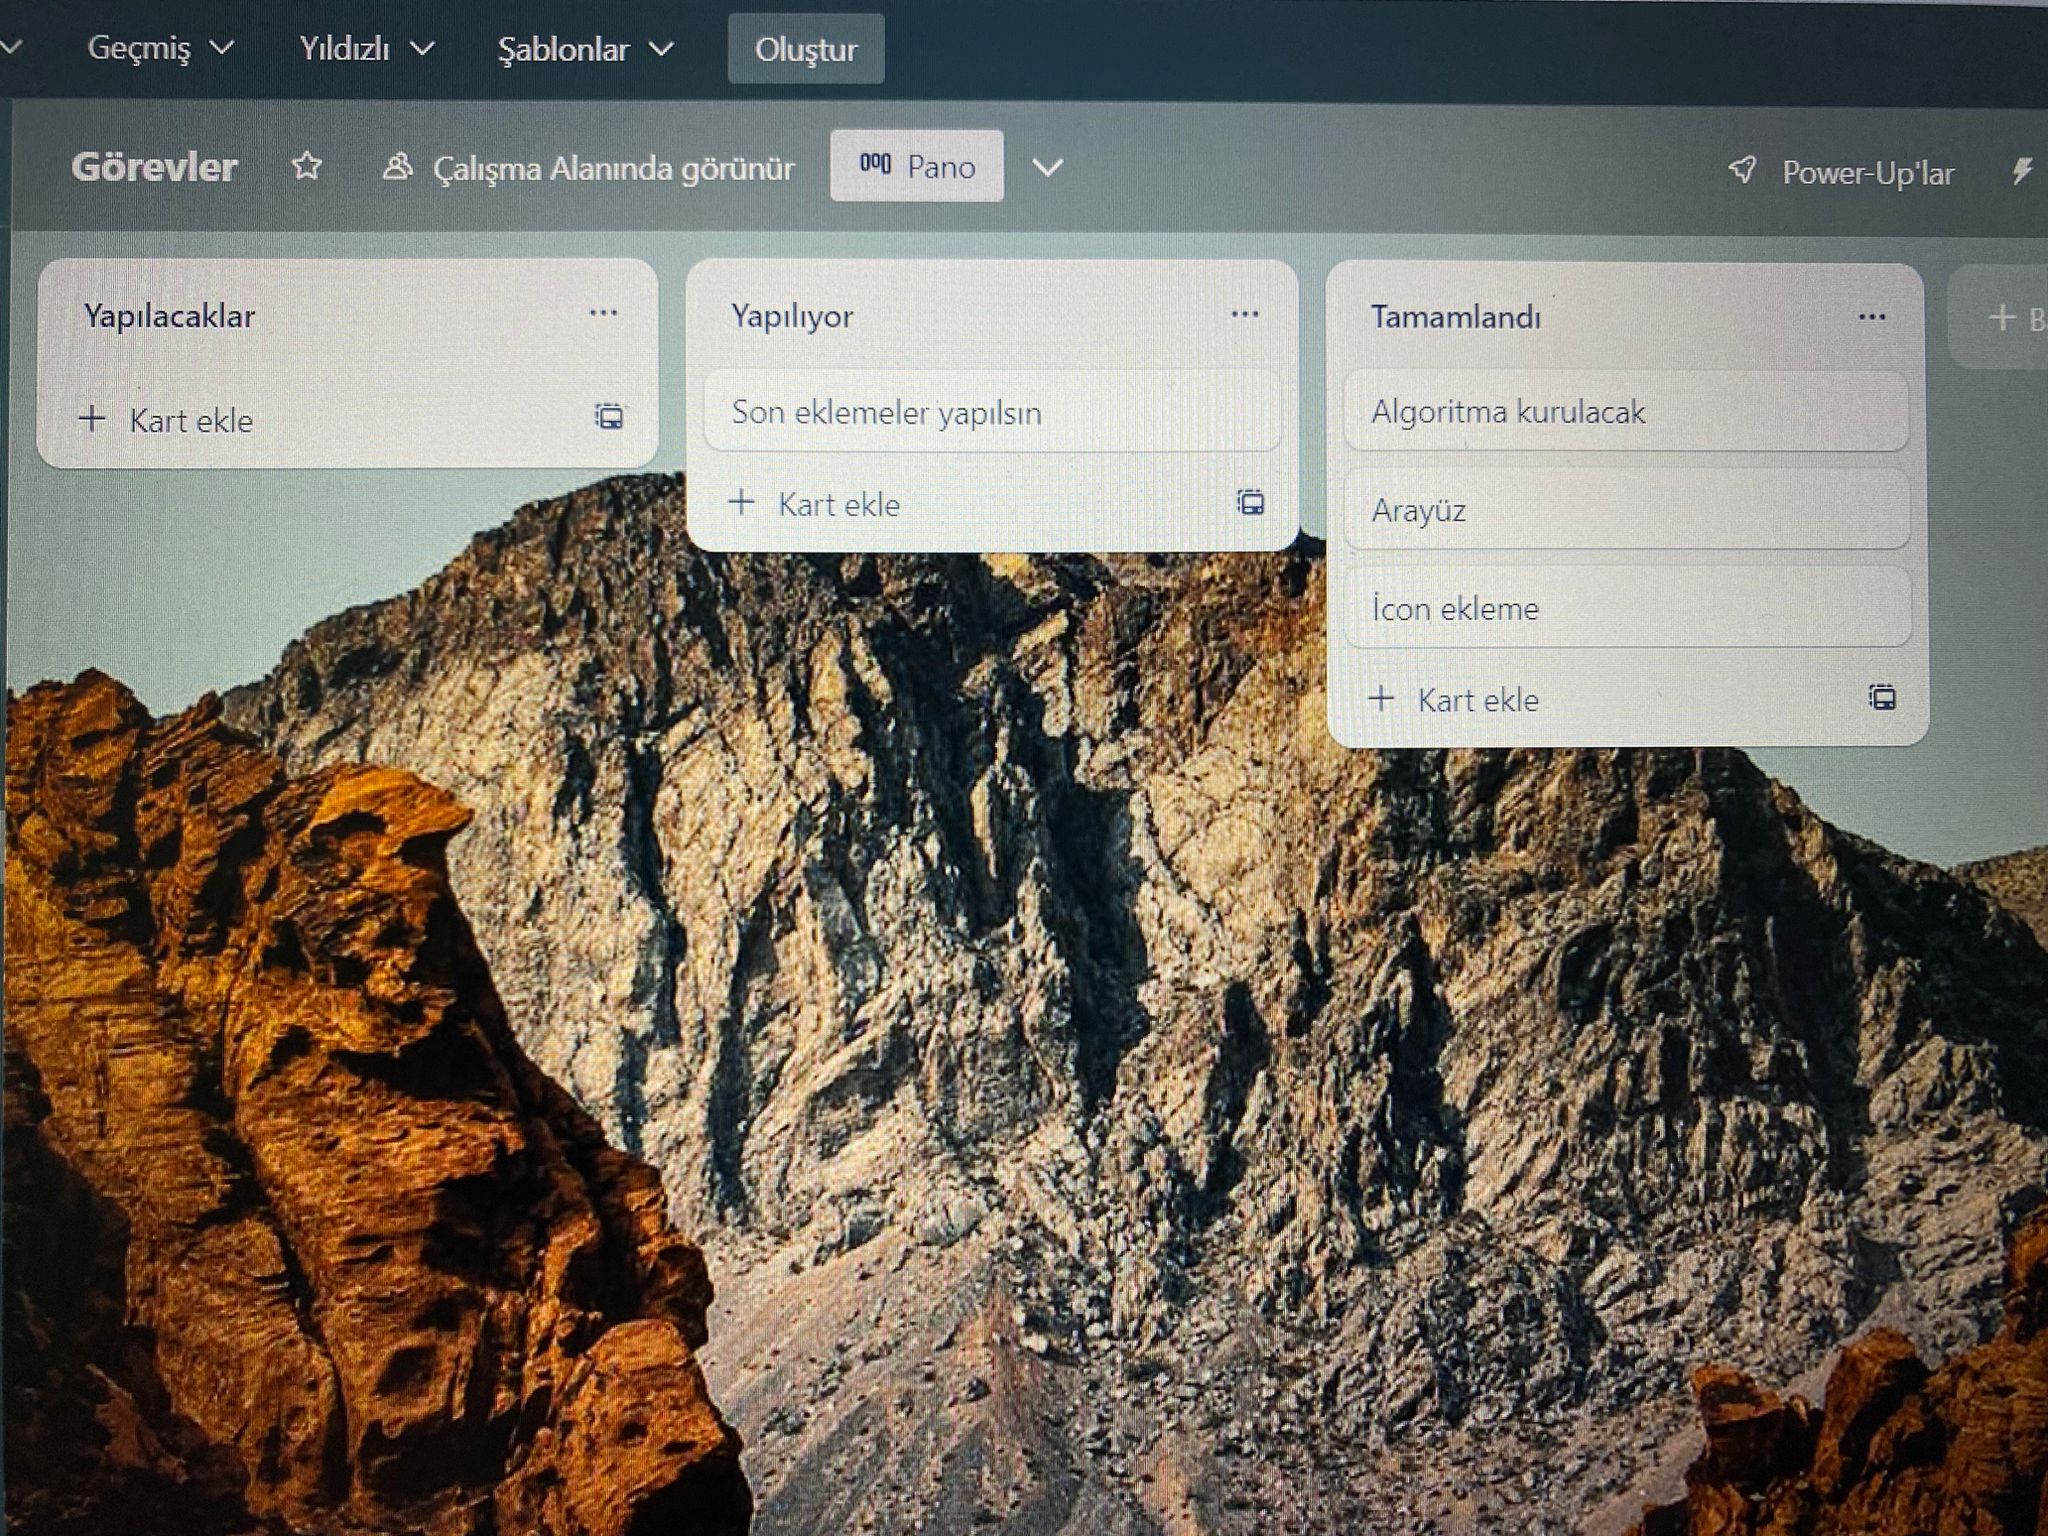 Geçmiş
Yıldızlı
Şablonlar
Oluştur
Görevler
Çalışma Alanında görünür
Pano
Power-Up'lar
Yapılacaklar
Kart ekle
Yapılıyor
Son eklemeler yapılsın
Kart ekle
Tamamlandı
Algoritma kurulacak
Arayüz
İcon ekleme
Kart ekle